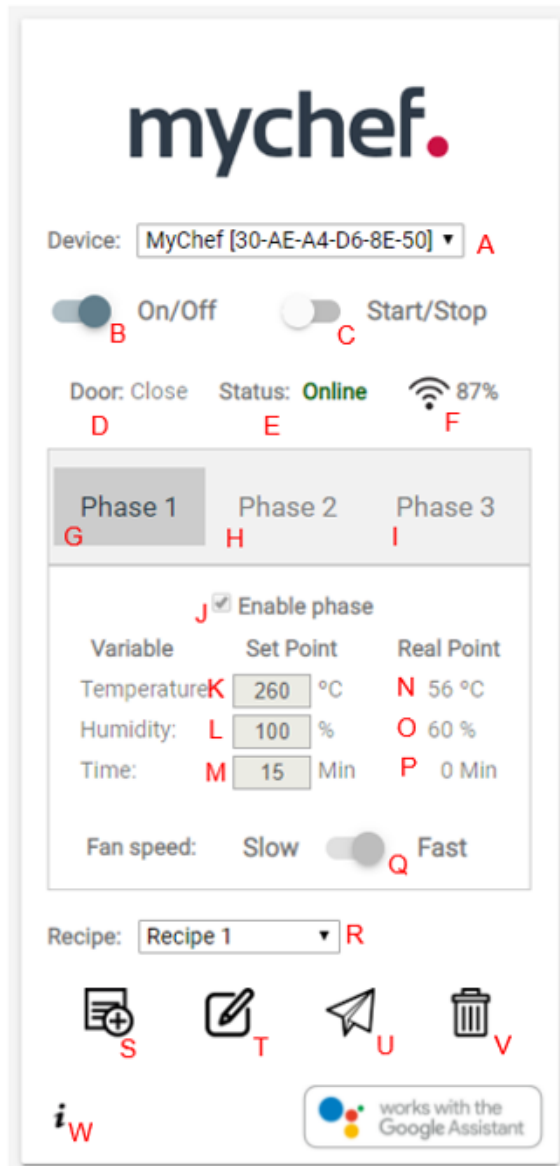 mychef.
Device: MyChef [30-AE-A4-D6-8E-50] A
B On/Off C Start/Stop
Door: Close Status: Online 87%
D E F
Phase 1 Phase 2 Phase 3
G H I
J Enable phase
Variable Set Point Real Point
Temperature K 260 ºC N 56 ºC
Humidity: L 100 % O 60 %
Time: M 15 Min P 0 Min
Fan speed: Slow Q Fast
Recipe: Recipe 1 R
S T U V
i W works with the
Google Assistant